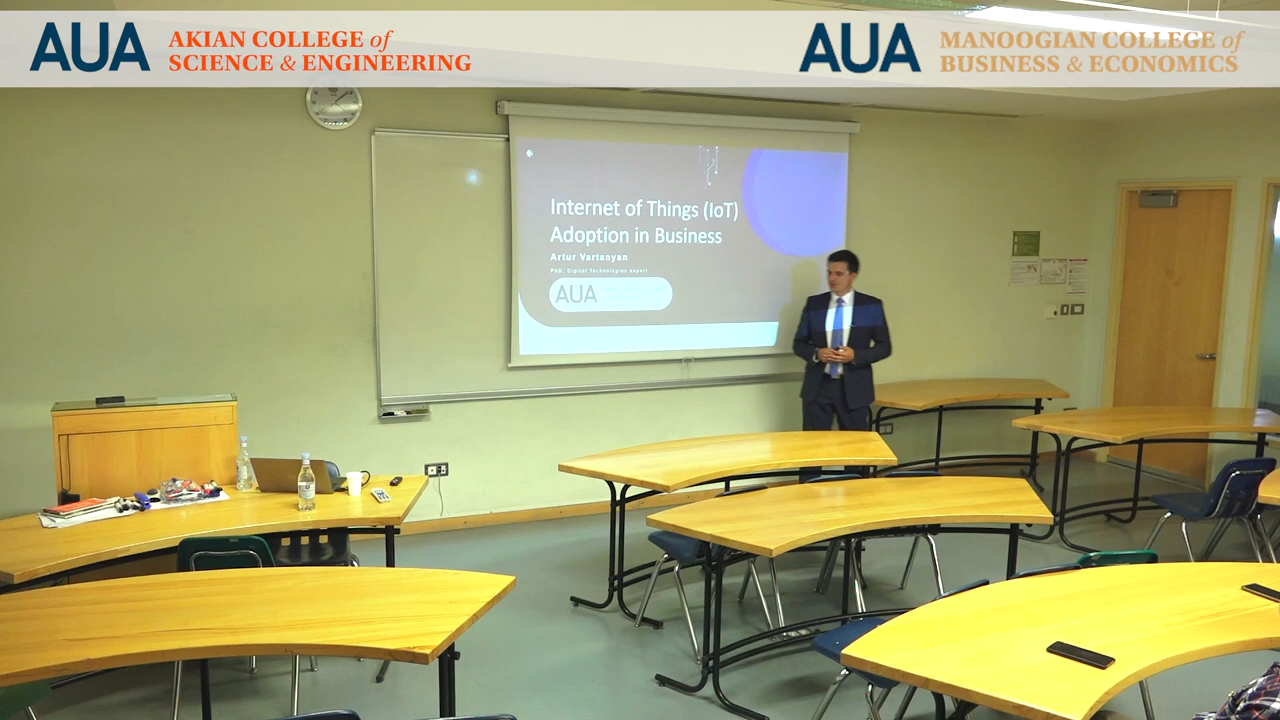 AUA
AKIAN COLLEGE of
SCIENCE & ENGINEERING
AUA
MANOOGIAN COLLEGE of
BUSINESS & ECONOMICS
Internet of Things (IoT)
Adoption in Business
Artur Vartanyan
PhD, Digital Technologies expert
AUA